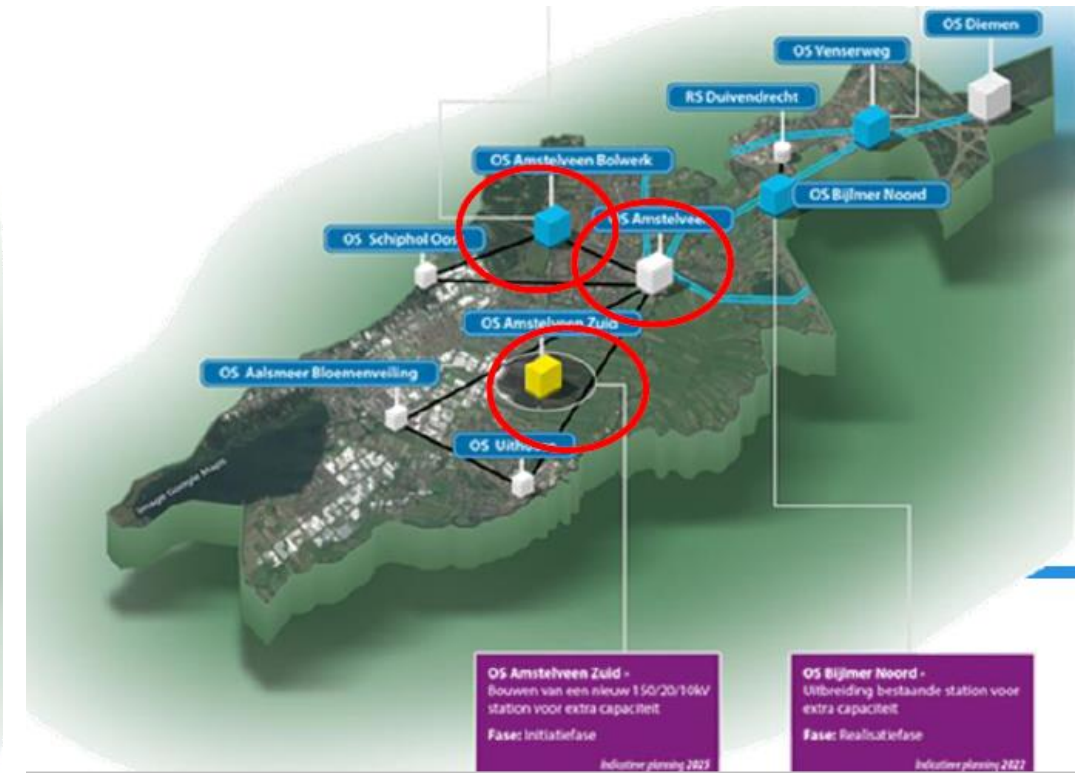 OS Diemen
OS Venserweg
RS Duivendrecht
OS Amstelveen Bolwerk
OS Bijlmer Noord
OS Amstelveen
OS Schiphol Oost
OS Amstelveen Zuid
OS Aalsmeer Bloemenveiling
OS Uithoorn
Image Google Maps
OS Amstelveen Zuid -
Bouwen van een nieuw 150/20/10kV
station voor extra capaciteit
Fase: Initiatiefase
Indicatieve planning 2025
OS Bijlmer Noord -
Uitbreiding bestaande station voor
extra capaciteit
Fase: Realisatiefase
Indicatieve planning 2022